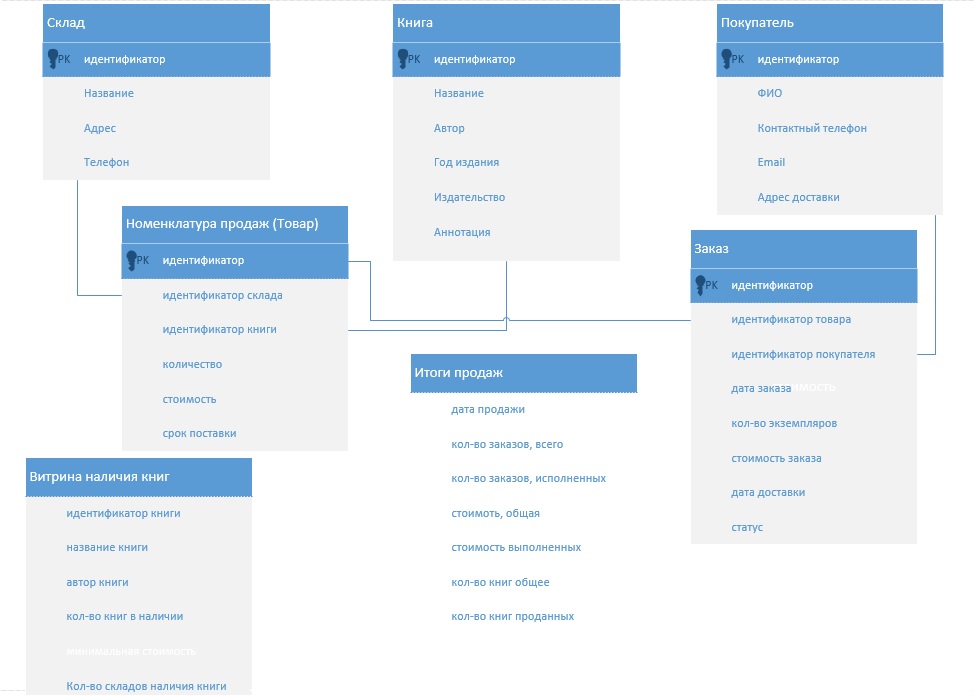 Склад
PK идентификатор
Название
Адрес
Телефон
Книга
PK идентификатор
Название
Автор
Год издания
Издательство
Аннотация
Покупатель
PK идентификатор
ФИО
Контактный телефон
Email
Адрес доставки
Номенклатура продаж (Товар)
PK идентификатор
идентификатор склада
идентификатор книги
количество
стоимость
срок поставки
Заказ
PK идентификатор
идентификатор товара
идентификатор покупателя
дата заказа
кол-во экземпляров
стоимость заказа
дата доставки
статус
Итоги продаж
дата продажи
кол-во заказов, всего
кол-во заказов, исполненных
стоимоть, общая
стоимость выполненных
кол-во книг общее
кол-во книг проданных
Витрина наличия книг
идентификатор книги
название книги
автор книги
кол-во книг в наличии
минимальная стоимость
Кол-во складов наличия книги